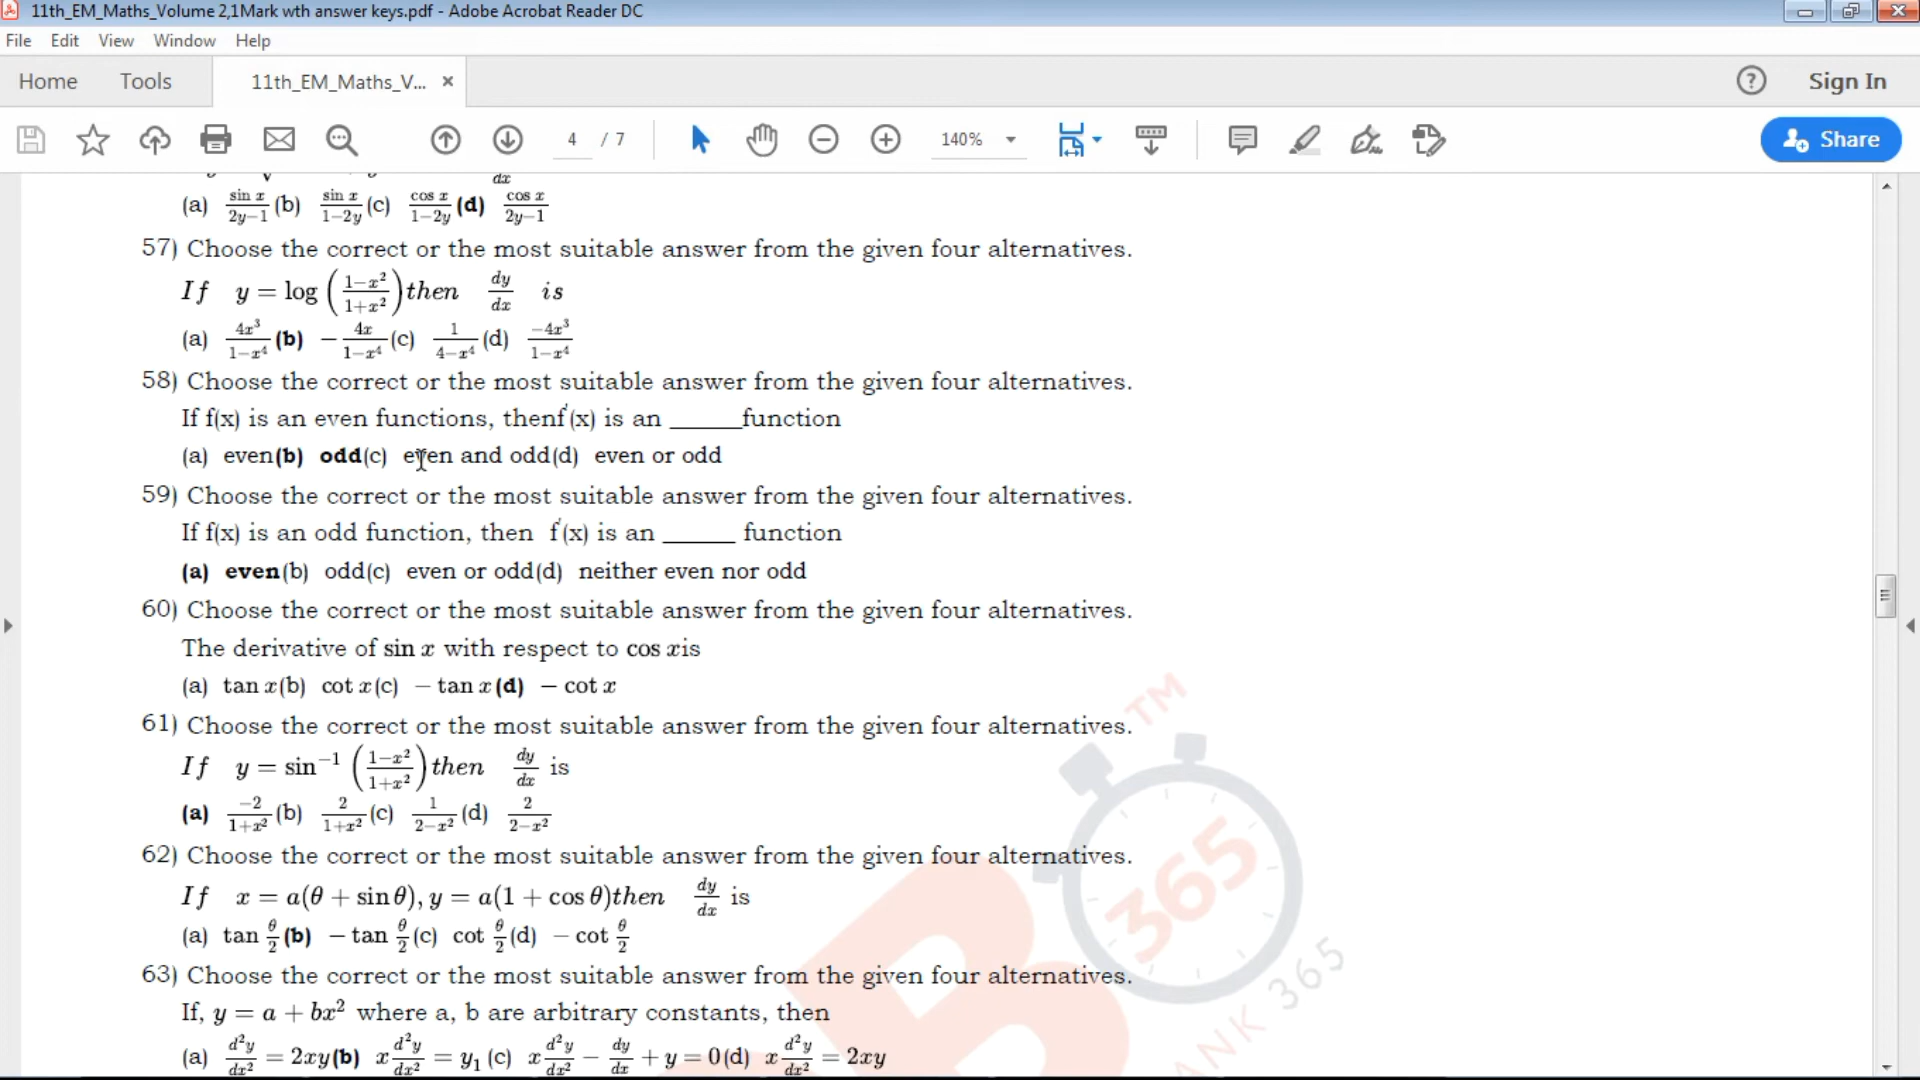 11th_EM_Maths_Volume 2,1Mark wth answer keys.pdf - Adobe Acrobat Reader DC
File Edit View Window Help
Home Tools 11th_EM_Maths_V... × ? Sign In
4 / 7 140% Share
dx
(a) sin x/2y−1 (b) sin x/1−2y (c) cos x/1−2y (d) cos x/2y−1
57) Choose the correct or the most suitable answer from the given four alternatives.
If y = log ((1−x²)/(1+x²)) then dy/dx is
(a) 4x³/1−x⁴ (b) − 4x/1−x⁴ (c) 1/4−x⁴ (d) −4x³/1−x⁴
58) Choose the correct or the most suitable answer from the given four alternatives.
If f(x) is an even functions, thenf'(x) is an ______function
(a) even(b) odd(c) even and odd(d) even or odd
59) Choose the correct or the most suitable answer from the given four alternatives.
If f(x) is an odd function, then f'(x) is an ______ function
(a) even(b) odd(c) even or odd(d) neither even nor odd
60) Choose the correct or the most suitable answer from the given four alternatives.
The derivative of sin x with respect to cos xis
(a) tan x(b) cot x(c) − tan x(d) − cot x
61) Choose the correct or the most suitable answer from the given four alternatives.
If y = sin⁻¹ ((1−x²)/(1+x²)) then dy/dx is
(a) −2/1+x² (b) 2/1+x² (c) 1/2−x² (d) 2/2−x²
62) Choose the correct or the most suitable answer from the given four alternatives.
If x = a(θ + sin θ), y = a(1 + cos θ)then dy/dx is
(a) tan θ/2 (b) − tan θ/2 (c) cot θ/2 (d) − cot θ/2
63) Choose the correct or the most suitable answer from the given four alternatives.
If, y = a + bx² where a, b are arbitrary constants, then
(a) d²y/dx² = 2xy(b) x d²y/dx² = y₁ (c) x d²y/dx² − dy/dx + y = 0(d) x d²y/dx² = 2xy
TM
365
ANK 365